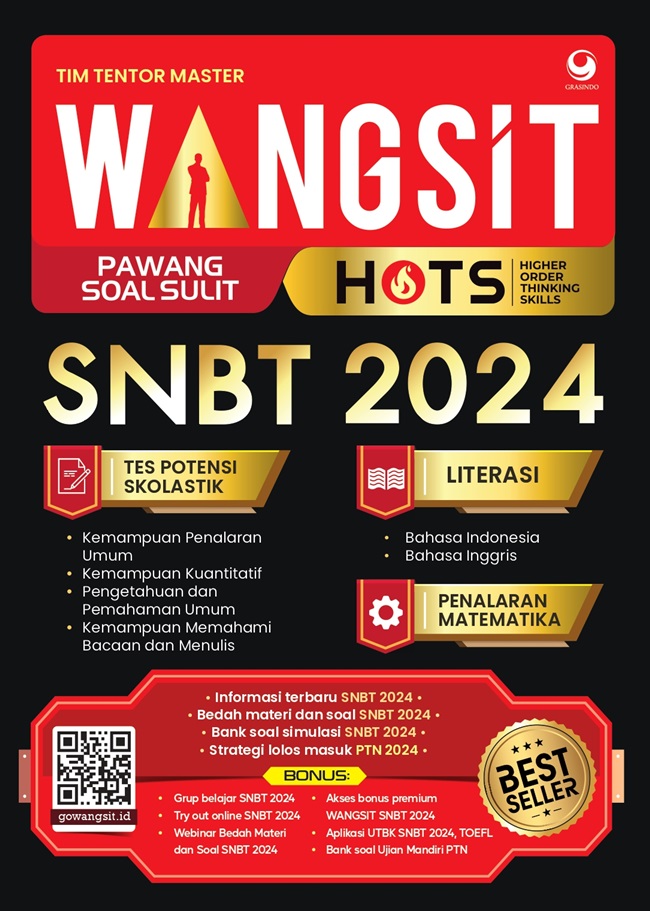 TIM TENTOR MASTER
GRASINDO
WANGSIT
PAWANG
SOAL SULIT
HOTS
HIGHER
ORDER
THINKING
SKILLS
SNBT 2024
TES POTENSI
SKOLASTIK
• Kemampuan Penalaran
Umum
• Kemampuan Kuantitatif
• Pengetahuan dan
Pemahaman Umum
• Kemampuan Memahami
Bacaan dan Menulis
LITERASI
• Bahasa Indonesia
• Bahasa Inggris
PENALARAN
MATEMATIKA
• Informasi terbaru SNBT 2024 •
• Bedah materi dan soal SNBT 2024 •
• Bank soal simulasi SNBT 2024 •
• Strategi lolos masuk PTN 2024 •
gowangsit.id
BONUS:
• Grup belajar SNBT 2024
• Try out online SNBT 2024
• Webinar Bedah Materi
dan Soal SNBT 2024
• Akses bonus premium
WANGSIT SNBT 2024
• Aplikasi UTBK SNBT 2024, TOEFL
• Bank soal Ujian Mandiri PTN
BEST
SELLER